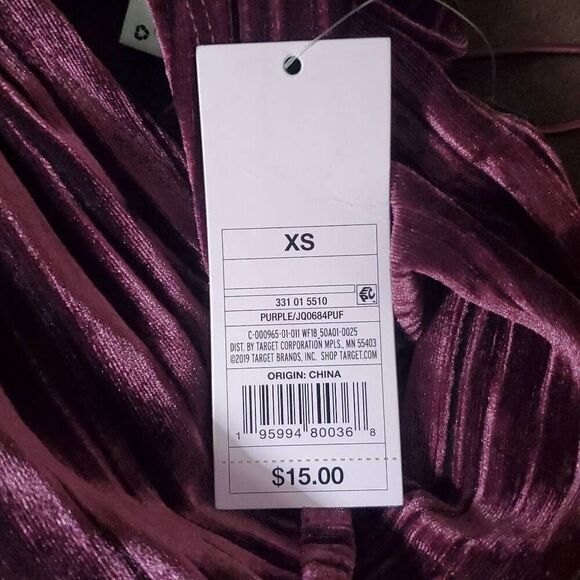 XS
331 01 5510
PURPLE/JQ0684PUF
C-000965-01-011 WF18_50A01-0025
DIST. BY TARGET CORPORATION MPLS., MN 55403
©2019 TARGET BRANDS, INC. SHOP TARGET.COM
ORIGIN: CHINA
1 95994 80036 8
$15.00